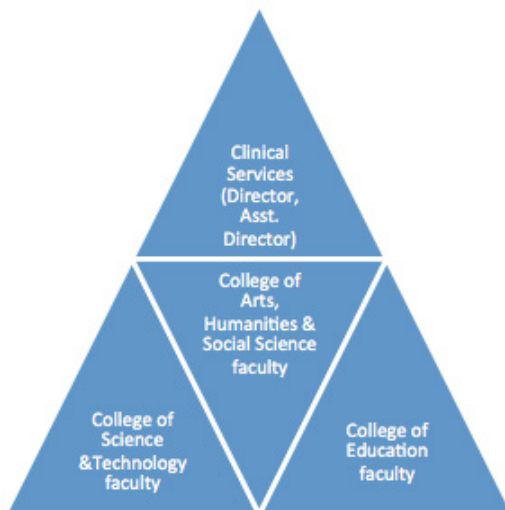 Clinical
Services
(Director,
Asst.
Director)
College of
Arts,
Humanities &
Social Science
faculty
College of
Science
&Technology
faculty
College of
Education
faculty